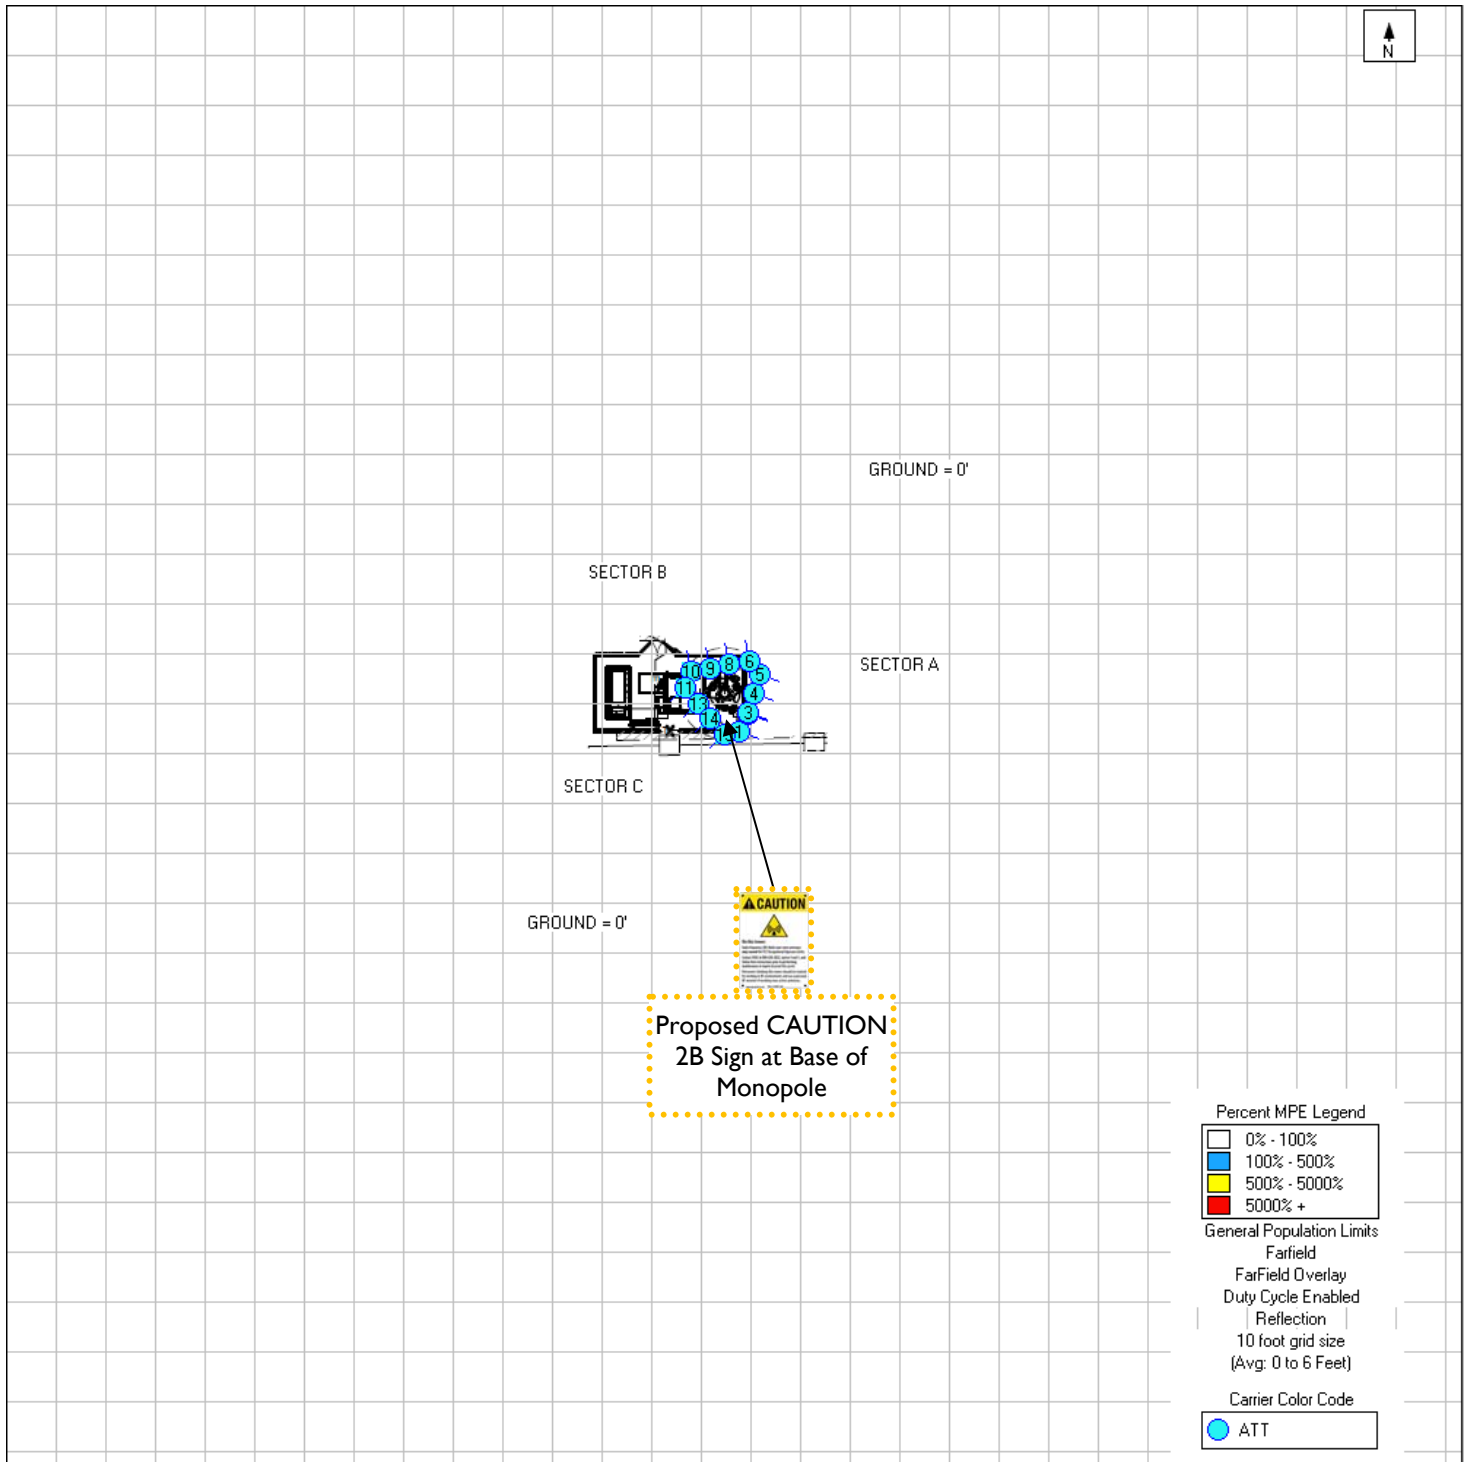 N
GROUND = 0'
SECTOR B
SECTOR A
6
8
9
10
5
11
4
13
3
14
1
SECTOR C
CAUTION
GROUND = 0'
Proposed CAUTION
2B Sign at Base of
Monopole
Percent MPE Legend
0% - 100%
100% - 500%
500% - 5000%
5000% +
General Population Limits
Farfield
FarField Overlay
Duty Cycle Enabled
Reflection
10 foot grid size
(Avg: 0 to 6 Feet)
Carrier Color Code
ATT